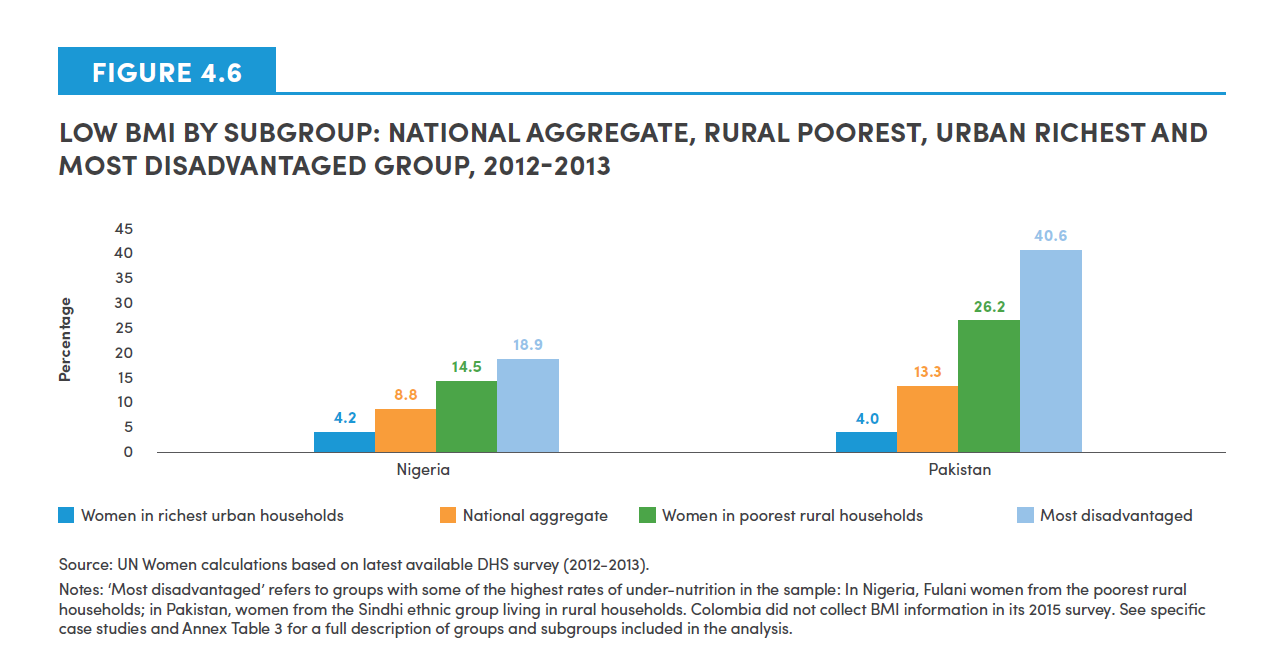 FIGURE 4.6
LOW BMI BY SUBGROUP: NATIONAL AGGREGATE, RURAL POOREST, URBAN RICHEST AND
MOST DISADVANTAGED GROUP, 2012-2013
Percentage
45
40
35
30
25
20
15
10
5
0
4.2
8.8
14.5
18.9
4.0
13.3
26.2
40.6
Nigeria
Pakistan
Women in richest urban households
National aggregate
Women in poorest rural households
Most disadvantaged
Source: UN Women calculations based on latest available DHS survey (2012-2013).
Notes: ‘Most disadvantaged’ refers to groups with some of the highest rates of under-nutrition in the sample: In Nigeria, Fulani women from the poorest rural
households; in Pakistan, women from the Sindhi ethnic group living in rural households. Colombia did not collect BMI information in its 2015 survey. See specific
case studies and Annex Table 3 for a full description of groups and subgroups included in the analysis.